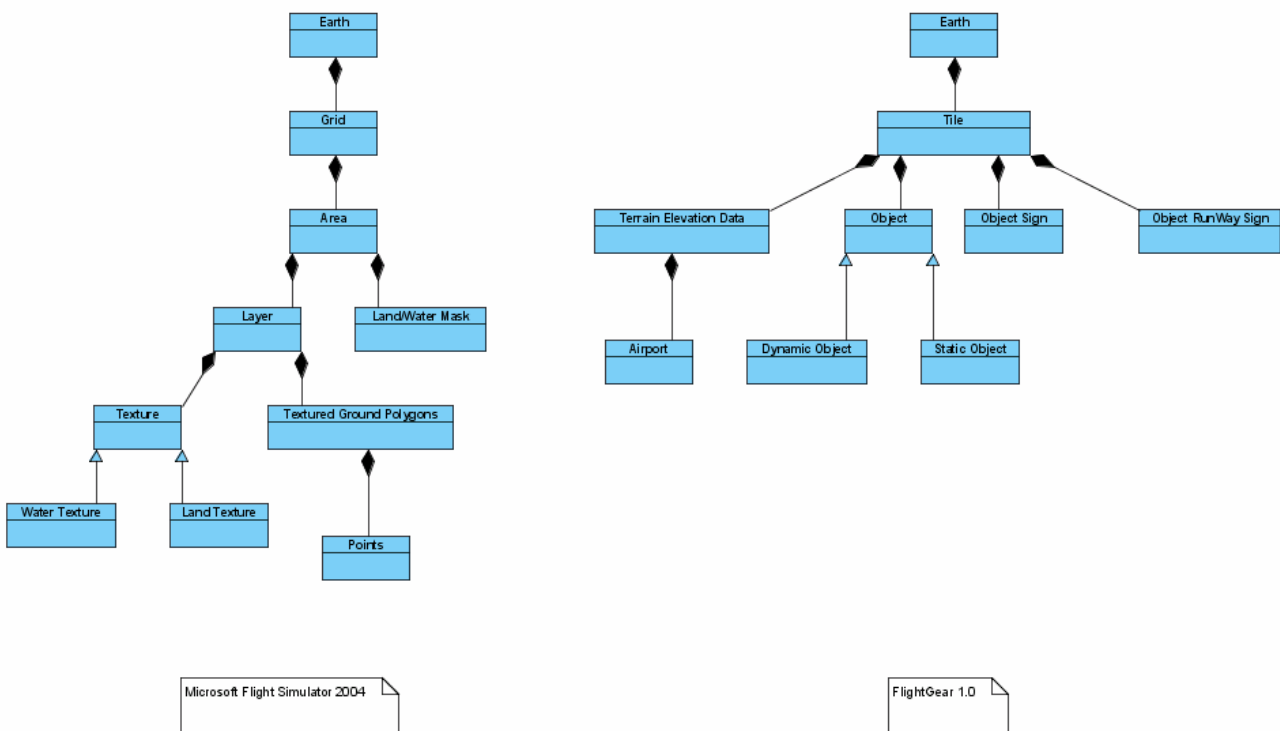 Earth
Grid
Area
Layer
Land/Water Mask
Texture
Textured Ground Polygons
Water Texture
Land Texture
Points
Microsoft Flight Simulator 2004
Earth
Tile
Terrain Elevation Data
Object
Object Sign
Object RunWay Sign
Airport
Dynamic Object
Static Object
FlightGear 1.0